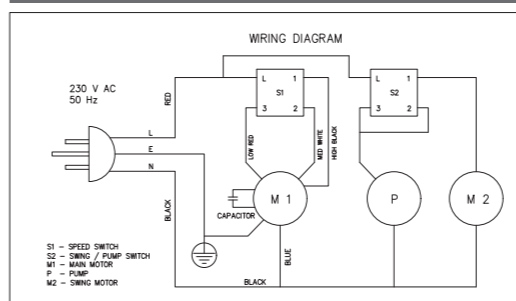 WIRING DIAGRAM
230 V AC
50 Hz
RED
L
E
N
BLACK
L 1
S1
3 2
LOW RED
MED WHITE
HIGH BLACK
L 1
S2
3 2
M 1
CAPACITOR
P
M 2
BLUE
BLACK
S1 - SPEED SWITCH
S2 - SWING / PUMP SWITCH
M1 - MAIN MOTOR
P - PUMP
M2 - SWING MOTOR